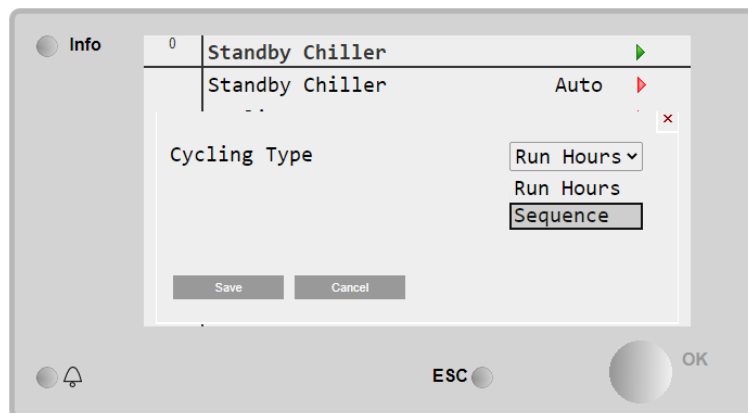 Info
0
Standby Chiller
Standby Chiller Auto
Cycling Type
Run Hours
Run Hours
Sequence
Save Cancel
ESC
OK